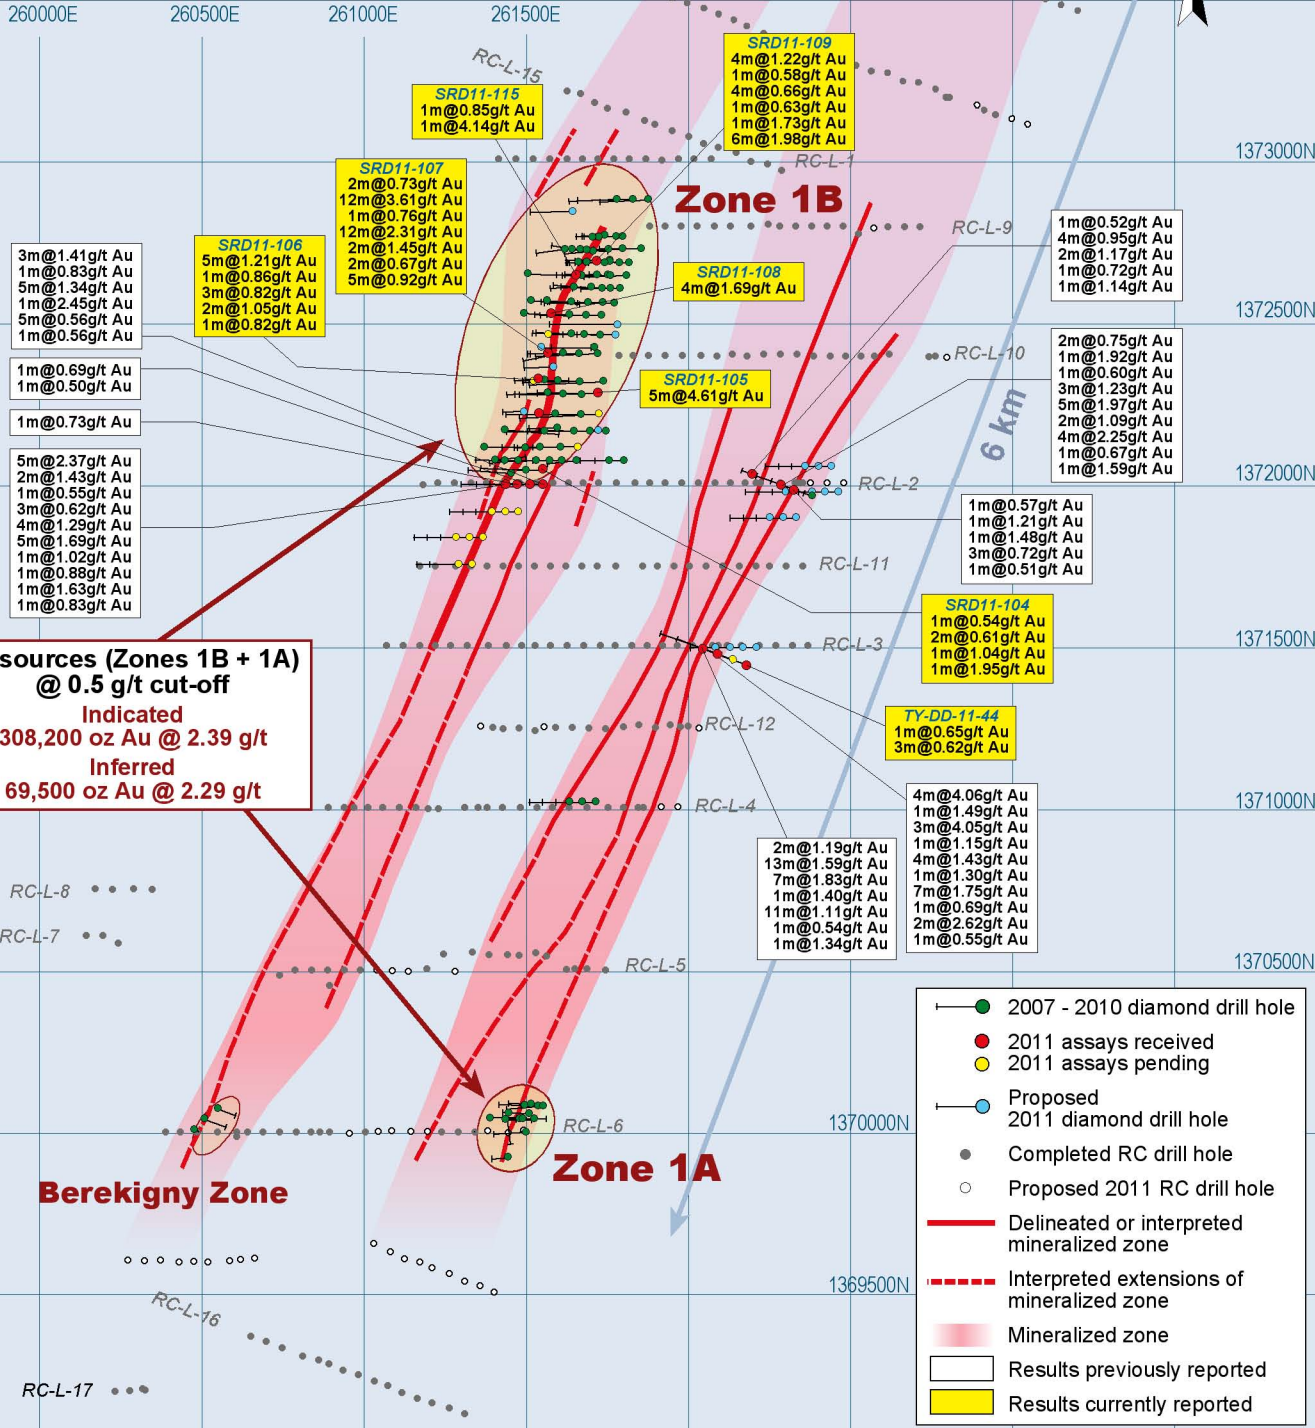 260000E
260500E
261000E
261500E
RC-L-15
SRD11-109
4m@1.22g/t Au
1m@0.58g/t Au
4m@0.66g/t Au
1m@0.63g/t Au
1m@1.73g/t Au
6m@1.98g/t Au
SRD11-115
1m@0.85g/t Au
1m@4.14g/t Au
RC-L-1
1373000N
SRD11-107
2m@0.73g/t Au
12m@3.61g/t Au
1m@0.76g/t Au
12m@2.31g/t Au
2m@1.45g/t Au
2m@0.67g/t Au
5m@0.92g/t Au
Zone 1B
RC-L-9
1m@0.52g/t Au
4m@0.95g/t Au
2m@1.17g/t Au
1m@0.72g/t Au
1m@1.14g/t Au
3m@1.41g/t Au
1m@0.83g/t Au
5m@1.34g/t Au
1m@2.45g/t Au
5m@0.56g/t Au
1m@0.56g/t Au
SRD11-106
5m@1.21g/t Au
1m@0.86g/t Au
3m@0.82g/t Au
2m@1.05g/t Au
1m@0.82g/t Au
SRD11-108
4m@1.69g/t Au
1372500N
RC-L-10
2m@0.75g/t Au
1m@1.92g/t Au
1m@0.60g/t Au
3m@1.23g/t Au
5m@1.97g/t Au
2m@1.09g/t Au
4m@2.25g/t Au
1m@0.67g/t Au
1m@1.59g/t Au
1m@0.69g/t Au
1m@0.50g/t Au
SRD11-105
5m@4.61g/t Au
6 km
1m@0.73g/t Au
5m@2.37g/t Au
2m@1.43g/t Au
1m@0.55g/t Au
3m@0.62g/t Au
4m@1.29g/t Au
5m@1.69g/t Au
1m@1.02g/t Au
1m@0.88g/t Au
1m@1.63g/t Au
1m@0.83g/t Au
1372000N
RC-L-2
1m@0.57g/t Au
1m@1.21g/t Au
1m@1.48g/t Au
3m@0.72g/t Au
1m@0.51g/t Au
RC-L-11
SRD11-104
1m@0.54g/t Au
2m@0.61g/t Au
1m@1.04g/t Au
1m@1.95g/t Au
1371500N
RC-L-3
sources (Zones 1B + 1A)
@ 0.5 g/t cut-off
Indicated
308,200 oz Au @ 2.39 g/t
Inferred
69,500 oz Au @ 2.29 g/t
RC-L-12
TY-DD-11-44
1m@0.65g/t Au
3m@0.62g/t Au
RC-L-4
1371000N
4m@4.06g/t Au
1m@1.49g/t Au
3m@4.05g/t Au
1m@1.15g/t Au
4m@1.43g/t Au
1m@1.30g/t Au
7m@1.75g/t Au
1m@0.69g/t Au
2m@2.62g/t Au
1m@0.55g/t Au
2m@1.19g/t Au
13m@1.59g/t Au
7m@1.83g/t Au
1m@1.40g/t Au
11m@1.11g/t Au
1m@0.54g/t Au
1m@1.34g/t Au
RC-L-8
RC-L-7
RC-L-5
1370500N
RC-L-6
1370000N
Zone 1A
Berekigny Zone
1369500N
RC-L-16
RC-L-17
2007 - 2010 diamond drill hole
2011 assays received
2011 assays pending
Proposed
2011 diamond drill hole
Completed RC drill hole
Proposed 2011 RC drill hole
Delineated or interpreted
mineralized zone
Interpreted extensions of
mineralized zone
Mineralized zone
Results previously reported
Results currently reported